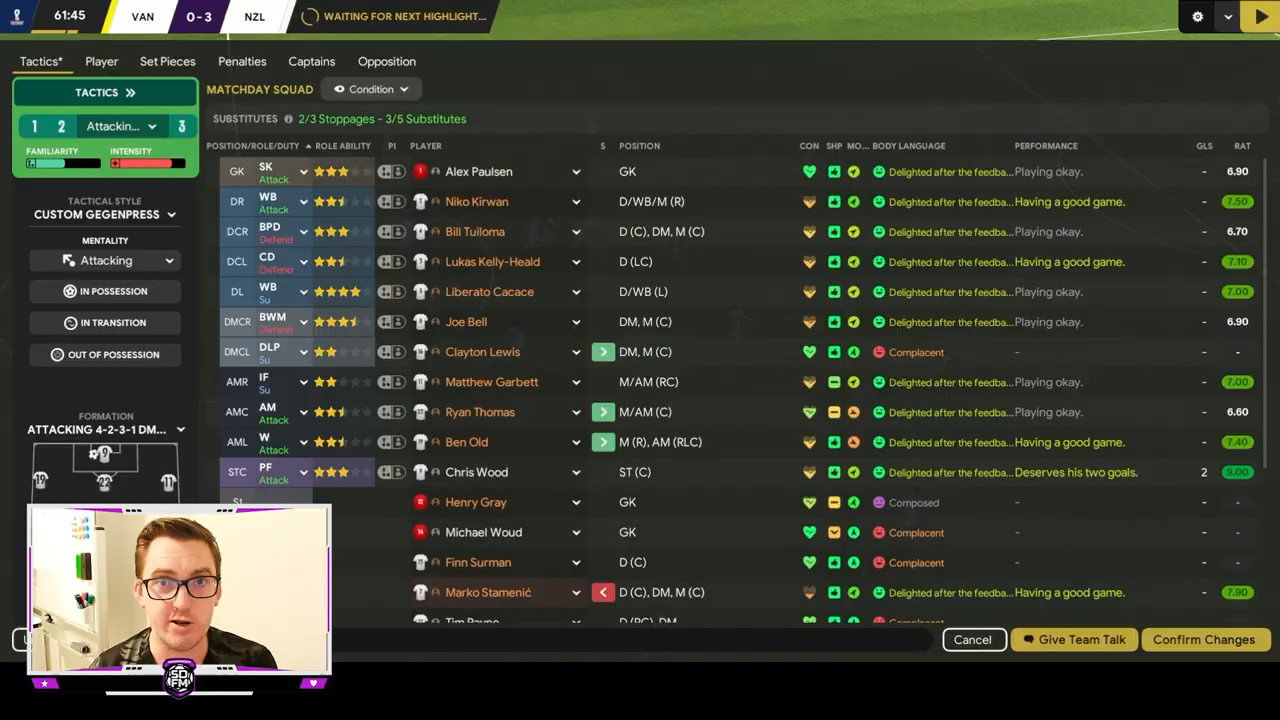 61:45 VAN 0-3 NZL WAITING FOR NEXT HIGHLIGHT...
Tactics* Player Set Pieces Penalties Captains Opposition
TACTICS
1 2 Attackin... 3
FAMILIARITY INTENSITY
TACTICAL STYLE
CUSTOM GEGENPRESS
MENTALITY
Attacking
IN POSSESSION
IN TRANSITION
OUT OF POSSESSION
FORMATION
ATTACKING 4-2-3-1 DM...
9
19 22 11
MATCHDAY SQUAD Condition
SUBSTITUTES 2/3 Stoppages - 3/5 Substitutes
POSITION/ROLE/DUTY ROLE ABILITY PI PLAYER S POSITION CON SHP MO... BODY LANGUAGE PERFORMANCE GLS RAT
GK SK Attack Alex Paulsen GK Delighted after the feedba... Playing okay. - 6.90
DR WB Attack Niko Kirwan D/WB/M (R) Delighted after the feedba... Having a good game. - 7.50
DCR BPD Defend Bill Tuiloma D (C), DM, M (C) Delighted after the feedba... Playing okay. - 6.70
DCL CD Defend Lukas Kelly-Heald D (LC) Delighted after the feedba... Having a good game. - 7.10
DL WB Su Liberato Cacace D/WB (L) Delighted after the feedba... Playing okay. - 7.00
DMCR BWM Defend Joe Bell DM, M (C) Delighted after the feedba... Playing okay. - 6.90
DMCL DLP Su Clayton Lewis DM, M (C) Complacent - - -
AMR IF Su Matthew Garbett M/AM (RC) Delighted after the feedba... Playing okay. - 7.00
AMC AM Attack Ryan Thomas M/AM (C) Delighted after the feedba... Playing okay. - 6.60
AML W Attack Ben Old M (R), AM (RLC) Delighted after the feedba... Having a good game. - 7.40
STC PF Attack Chris Wood ST (C) Delighted after the feedba... Deserves his two goals. 2 9.00
S1 Henry Gray GK Composed - - -
Michael Woud GK Complacent - - -
Finn Surman D (C) Complacent - - -
Marko Stamenić D (C), DM, M (C) Delighted after the feedba... Having a good game. - 7.90
Tim Payne D (RC), DM Complacent
Cancel Give Team Talk Confirm Changes
SDFM